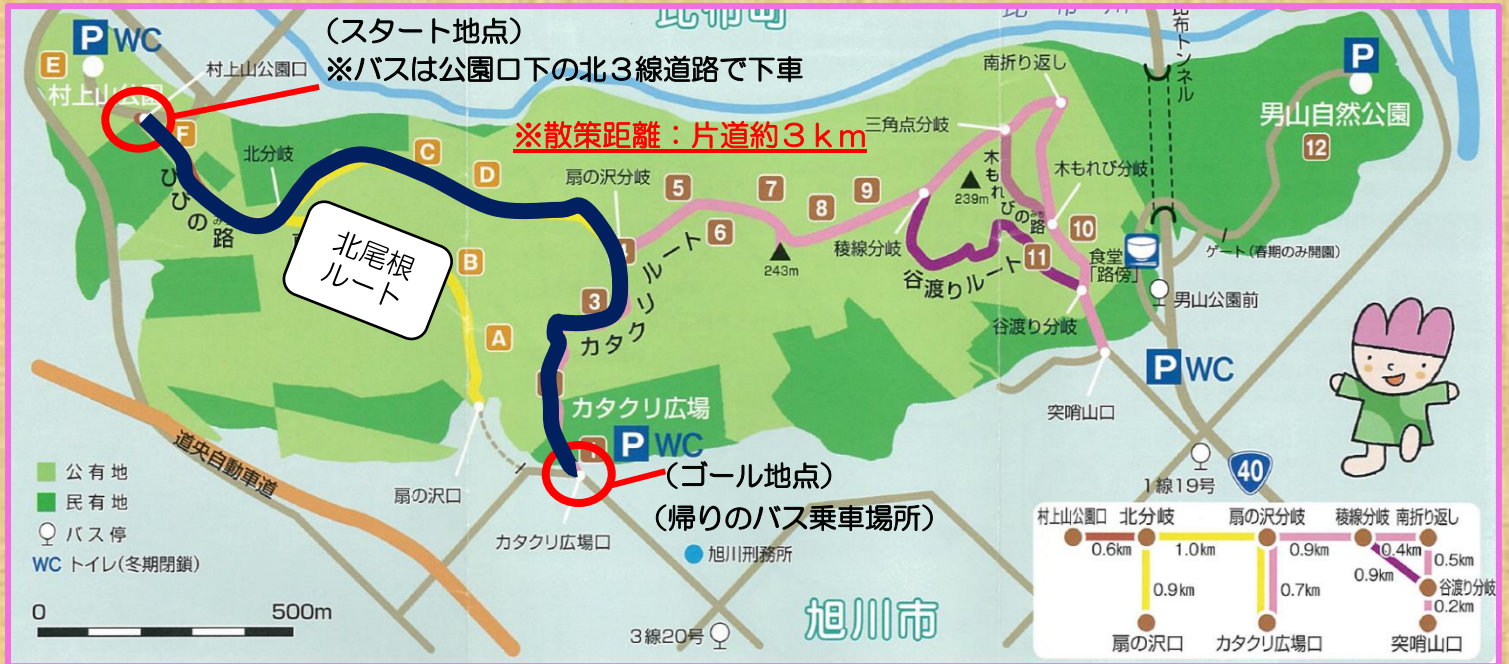 比布町
P WC
(スタート地点)
※バスは公園口下の北3線道路で下車
E
村上山公園口
村上山公園
F
びびの路
北分岐
C
D
※散策距離:片道約3km
南折り返し
三角点分岐
比布トンネル
P
男山自然公園
12
扇の沢分岐
5
7
8
9
6
4
239m
243m
木もれびの路
木もれび分岐
稜線分岐
10
11
谷渡りルート
食堂「路傍」
ゲート(春期のみ開園)
男山公園前
谷渡り分岐
北尾根
ルート
B
A
3
カタクリルート
P WC
突哨山口
カタクリ広場
1
P WC
道央自動車道
扇の沢口
(ゴール地点)
(帰りのバス乗車場所)
カタクリ広場口
旭川刑務所
1線19号
40
公有地
民有地
バス停
WC トイレ(冬期閉鎖)
0 500m
3線20号
旭川市
村上山公園口 北分岐 扇の沢分岐 稜線分岐 南折り返し
0.6km 1.0km 0.9km 0.4km
0.5km
0.9km 0.7km 0.9km
谷渡り分岐
0.2km
扇の沢口 カタクリ広場口 突哨山口